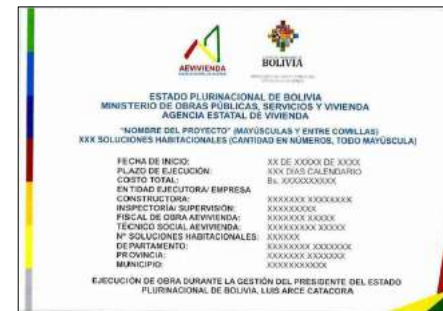 AEVIVIENDA
BOLIVIA
ESTADO PLURINACIONAL DE BOLIVIA
MINISTERIO DE OBRAS PÚBLICAS, SERVICIOS Y VIVIENDA
AGENCIA ESTATAL DE VIVIENDA
"NOMBRE DEL PROYECTO" (MAYÚSCULAS Y ENTRE COMILLAS)
XXX SOLUCIONES HABITACIONALES (CANTIDAD EN NÚMEROS, TODO MAYÚSCULA)
FECHA DE INICIO: XX DE XXXXX DE XXXX
PLAZO DE EJECUCIÓN: XXX DIAS CALENDARIO
COSTO TOTAL: Bs. XXXXXXXXXX
ENTIDAD EJECUTORA/ EMPRESA
CONSTRUCTORA: XXXXXXX XXXXXXXX
INSPECTORÍA/ SUPERVISIÓN: XXXXXXXXX
FISCAL DE OBRA AEVIVIENDA: XXXXXXX XXXXX
TÉCNICO SOCIAL AEVIVIENDA: XXXXXXXXX XXXXX
N° SOLUCIONES HABITACIONALES: XXXXXX
DEPARTAMENTO: XXXXXXXX XXXXXXX
PROVINCIA: XXXXXXX XXXXXXX
MUNICIPIO: XXXXXXXXXXX
EJECUCIÓN DE OBRA DURANTE LA GESTIÓN DEL PRESIDENTE DEL ESTADO
PLURINACIONAL DE BOLIVIA, LUIS ARCE CATACORA